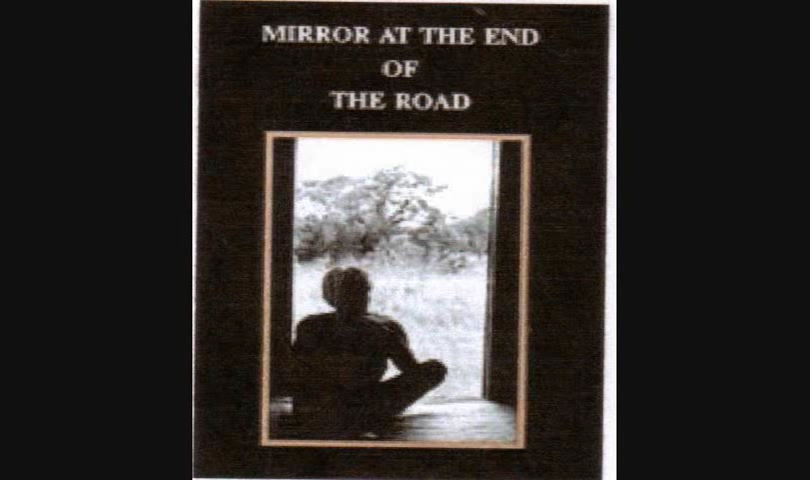 MIRROR AT THE END
OF
THE ROAD